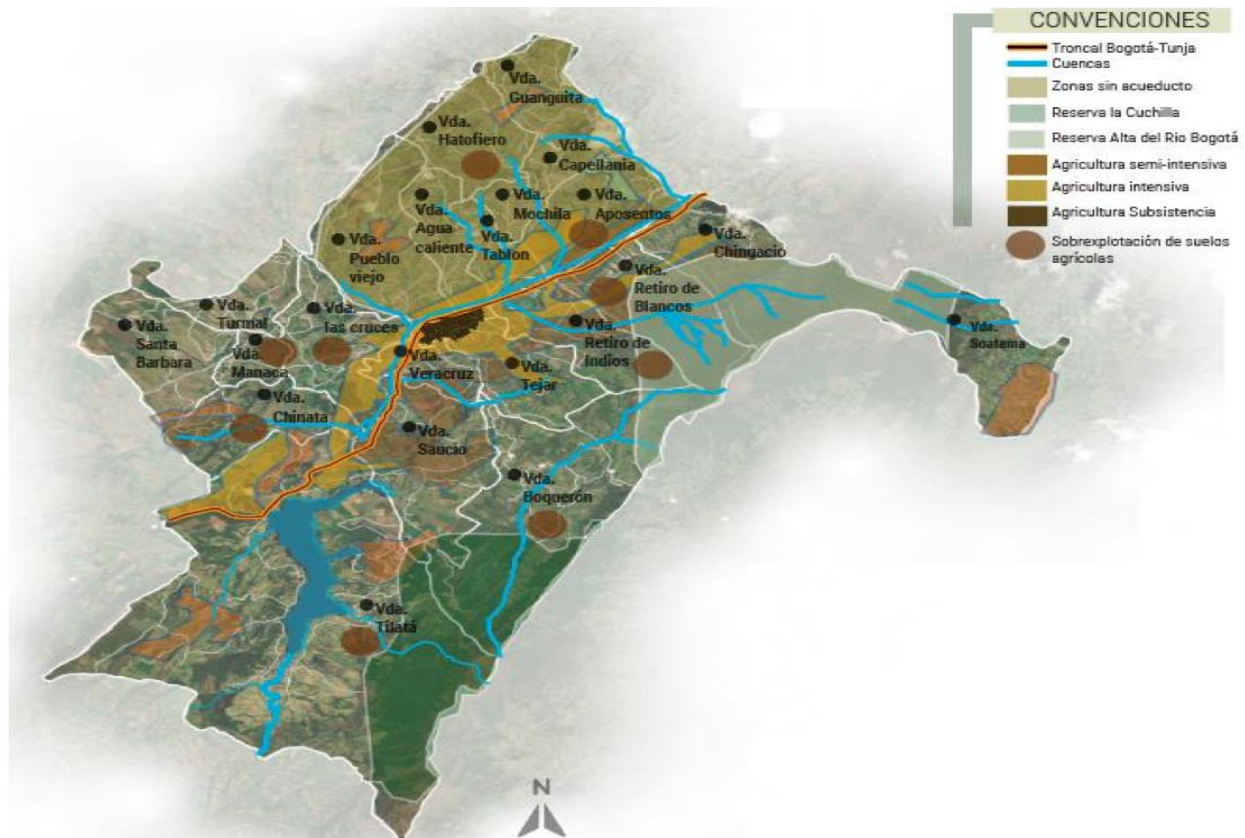 CONVENCIONES
Troncal Bogotá-Tunja
Cuencas
Zonas sin acueducto
Reserva la Cuchilla
Reserva Alta del Rio Bogotá
Agricultura semi-intensiva
Agricultura intensiva
Agricultura Subsistencia
Sobrexplotación de suelos
agrícolas
Vda.
Guanguita
Vda.
Hatofiero
Vda.
Capellania
Vda.
Agua
caliente
Vda.
Mochila
Vda.
Aposentos
Vda.
Tablon
Vda.
Pueblo
viejo
Vda.
Chingacio
Vda.
Retiro de
Blancos
Vda.
Turmal
Vda.
las cruces
Vda.
Santa
Barbara
Vda.
Manaca
Vda.
Veracruz
Vda.
Retiro de
Indios
Vda.
Soatama
Vda.
Tejar
Vda.
Chinata
Vda.
Saucio
Vda.
Boquerón
Vda.
Tilatá
N